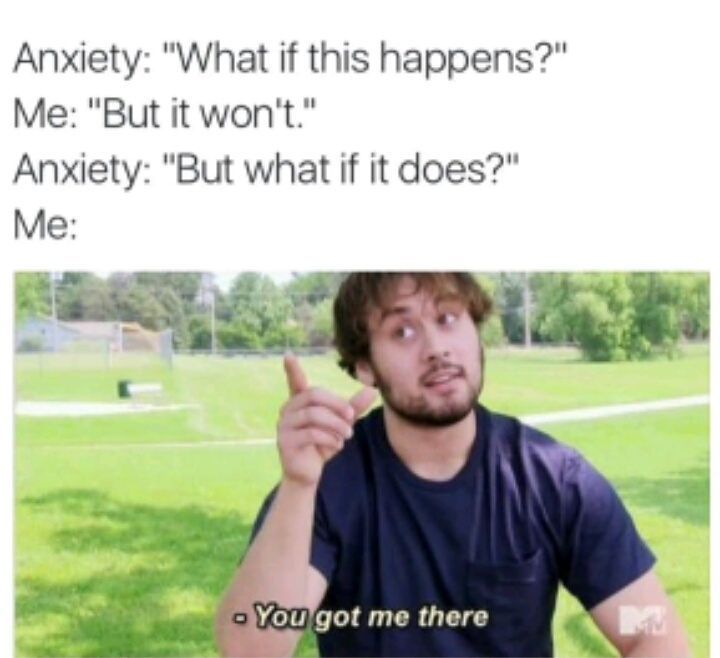 Anxiety: "What if this happens?"
Me: "But it won't."
Anxiety: "But what if it does?"
Me:
- You got me there
MTV